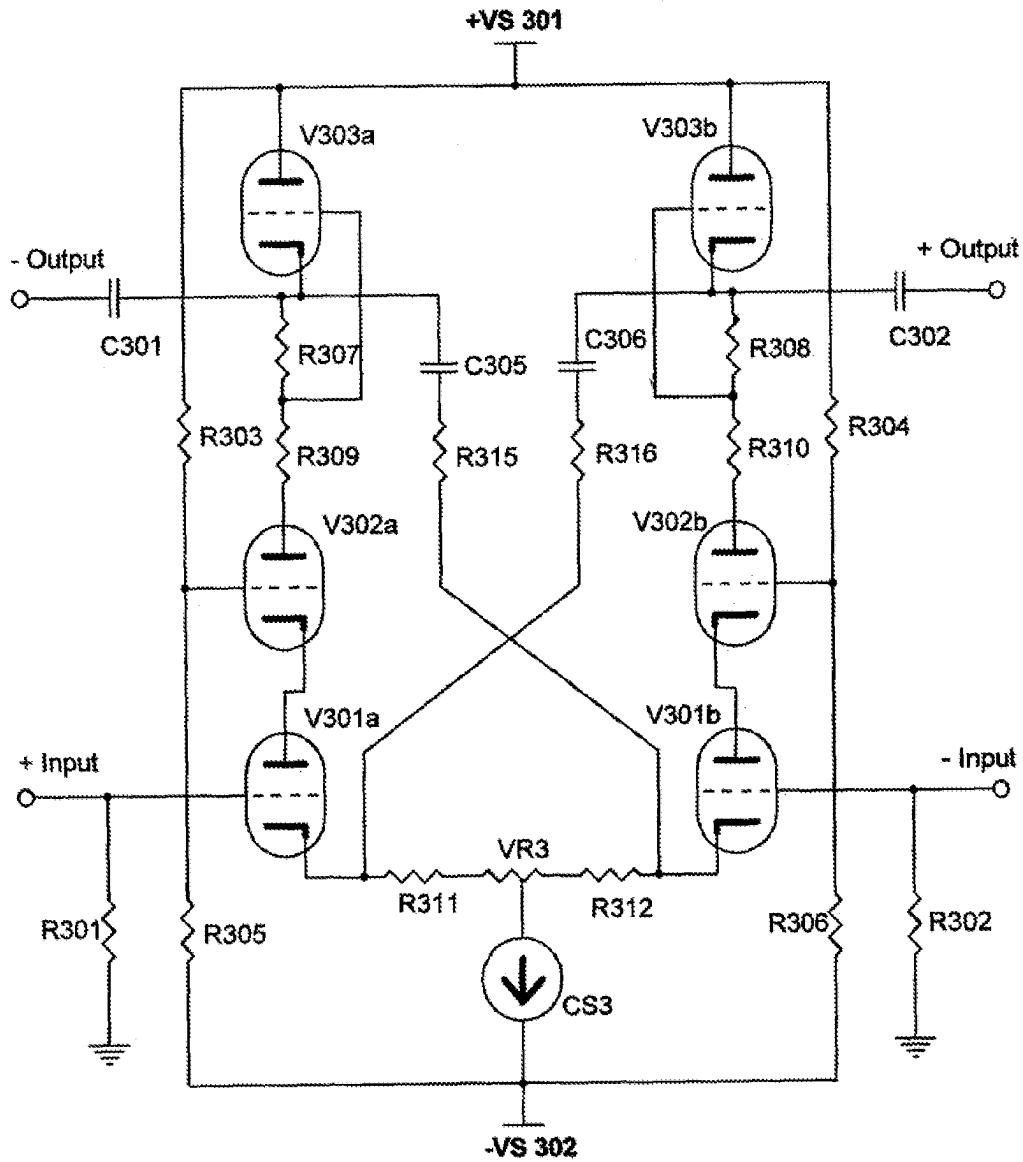 +VS 301
V303a
V303b
- Output
+ Output
C301
R307
C305
C306
R308
C302
R303
R309
R315
R316
R310
R304
V302a
V302b
V301a
V301b
+ Input
- Input
VR3
R311
R312
R301
R305
R306
R302
CS3
-VS 302